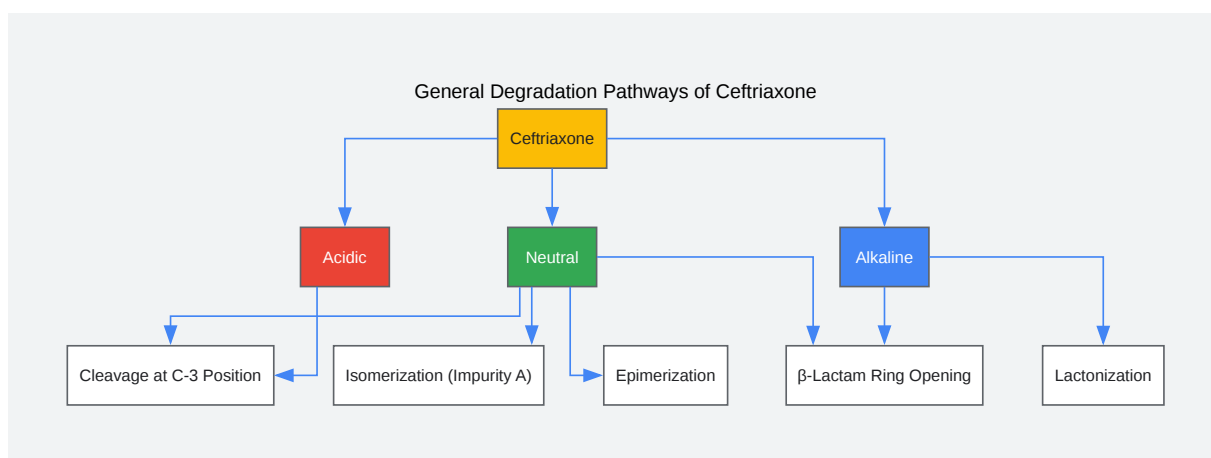 General Degradation Pathways of Ceftriaxone
Ceftriaxone
Acidic
Neutral
Alkaline
Cleavage at C-3 Position
Isomerization (Impurity A)
Epimerization
β-Lactam Ring Opening
Lactonization